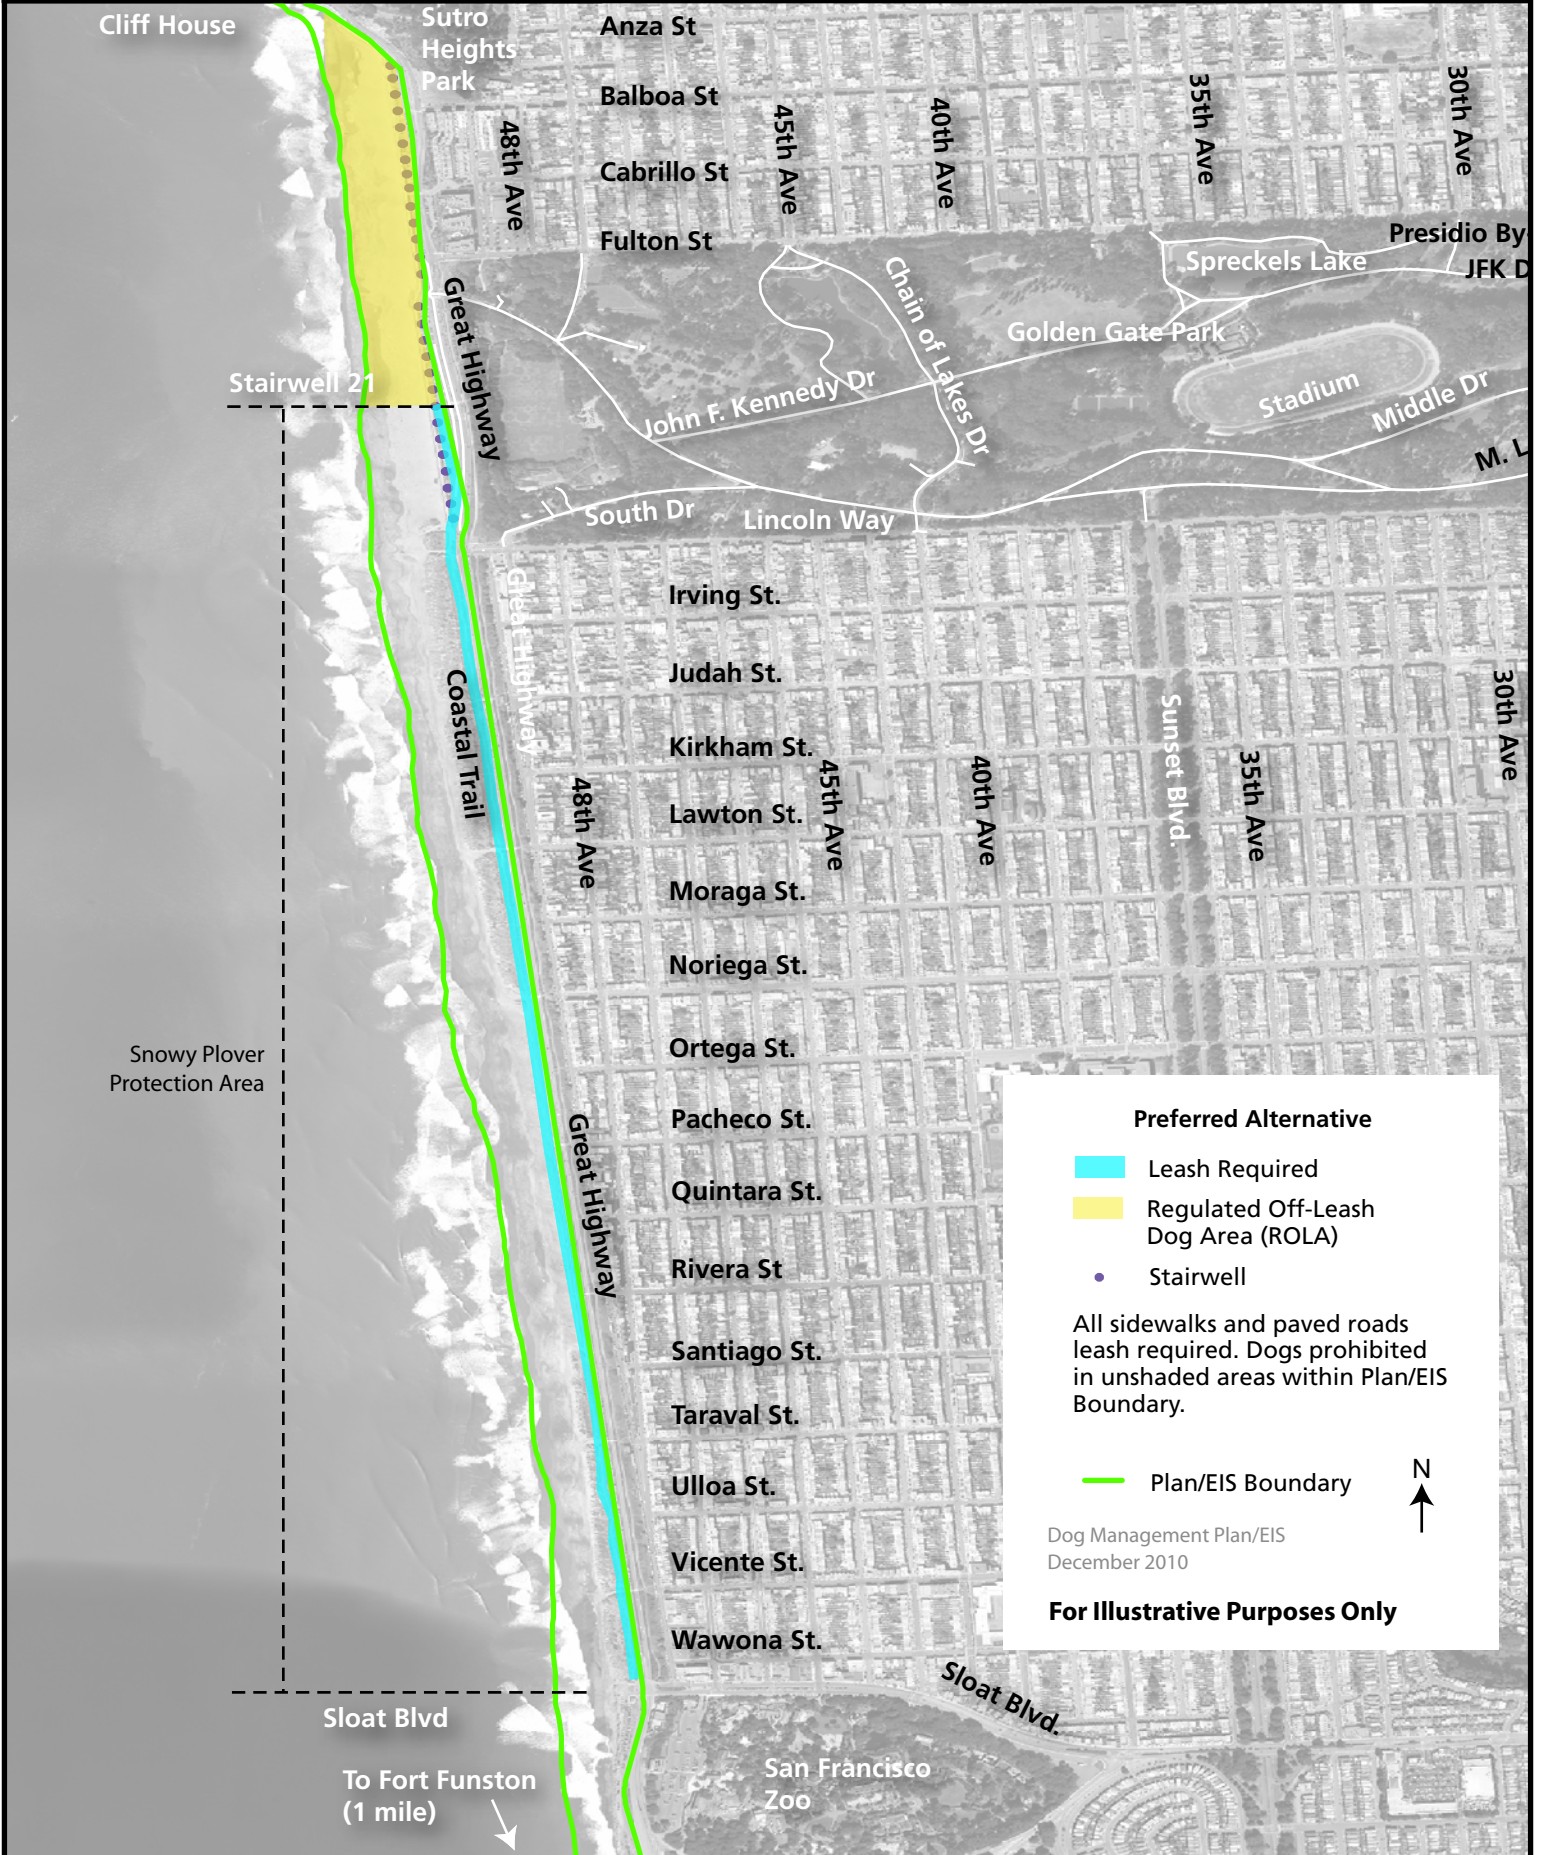 Cliff House
Sutro
Heights
Park
Anza St
Balboa St
Cabrillo St
Fulton St
48th Ave
45th Ave
40th Ave
35th Ave
30th Ave
Presidio By-
JFK D
Spreckels Lake
Golden Gate Park
Chain of Lakes Dr
Great Highway
John F. Kennedy Dr
Stadium
Middle Dr
M. L
Stairwell 21
South Dr
Lincoln Way
Great Highway
Coastal Trail
Irving St.
Judah St.
Kirkham St.
Lawton St.
Moraga St.
Noriega St.
Ortega St.
Pacheco St.
Quintara St.
Rivera St
Santiago St.
Taraval St.
Ulloa St.
Vicente St.
Wawona St.
48th Ave
45th Ave
40th Ave
Sunset Blvd.
35th Ave
30th Ave
Great Highway
Snowy Plover
Protection Area
Sloat Blvd
To Fort Funston
(1 mile)
Sloat Blvd.
San Francisco
Zoo
Preferred Alternative
Leash Required
Regulated Off-Leash
Dog Area (ROLA)
Stairwell
All sidewalks and paved roads
leash required. Dogs prohibited
in unshaded areas within Plan/EIS
Boundary.
Plan/EIS Boundary
N
Dog Management Plan/EIS
December 2010
For Illustrative Purposes Only